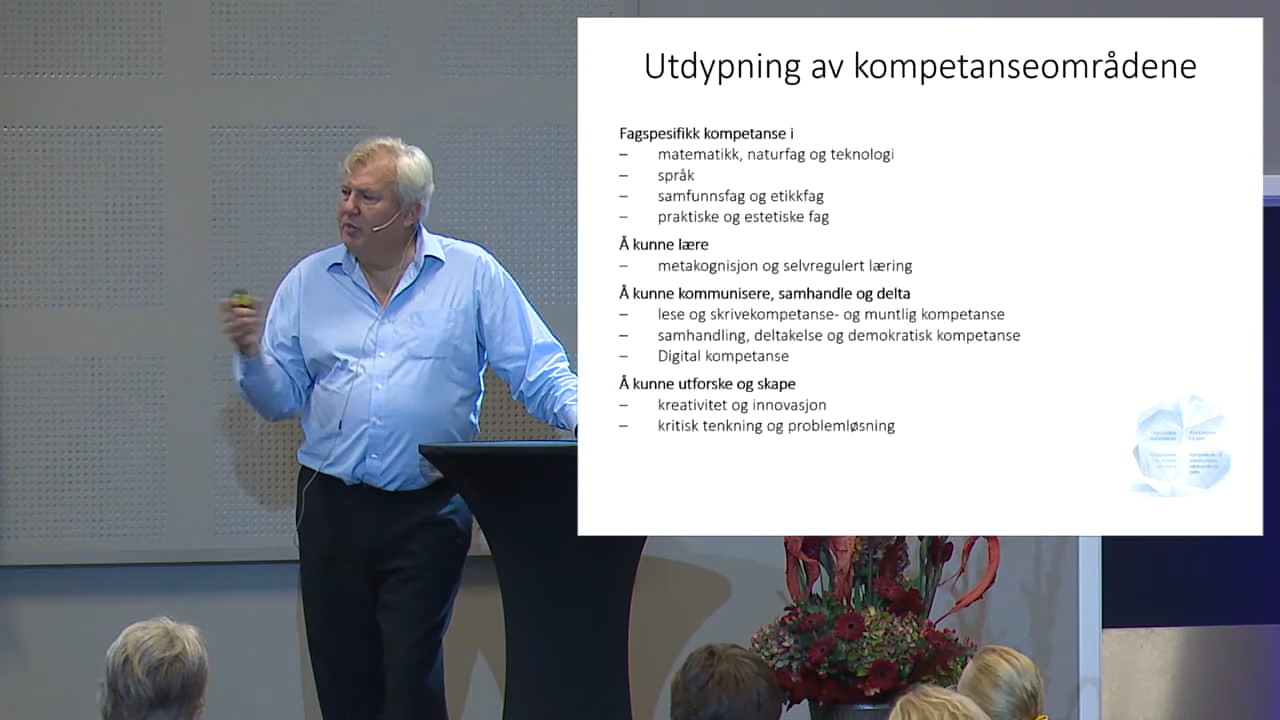 Utdypning av kompetanseområdene
Fagspesifikk kompetanse i
– matematikk, naturfag og teknologi
– språk
– samfunnsfag og etikkfag
– praktiske og estetiske fag
Å kunne lære
– metakognisjon og selvregulert læring
Å kunne kommunisere, samhandle og delta
– lese og skrivekompetanse- og muntlig kompetanse
– samhandling, deltakelse og demokratisk kompetanse
– Digital kompetanse
Å kunne utforske og skape
– kreativitet og innovasjon
– kritisk tenkning og problemløsning